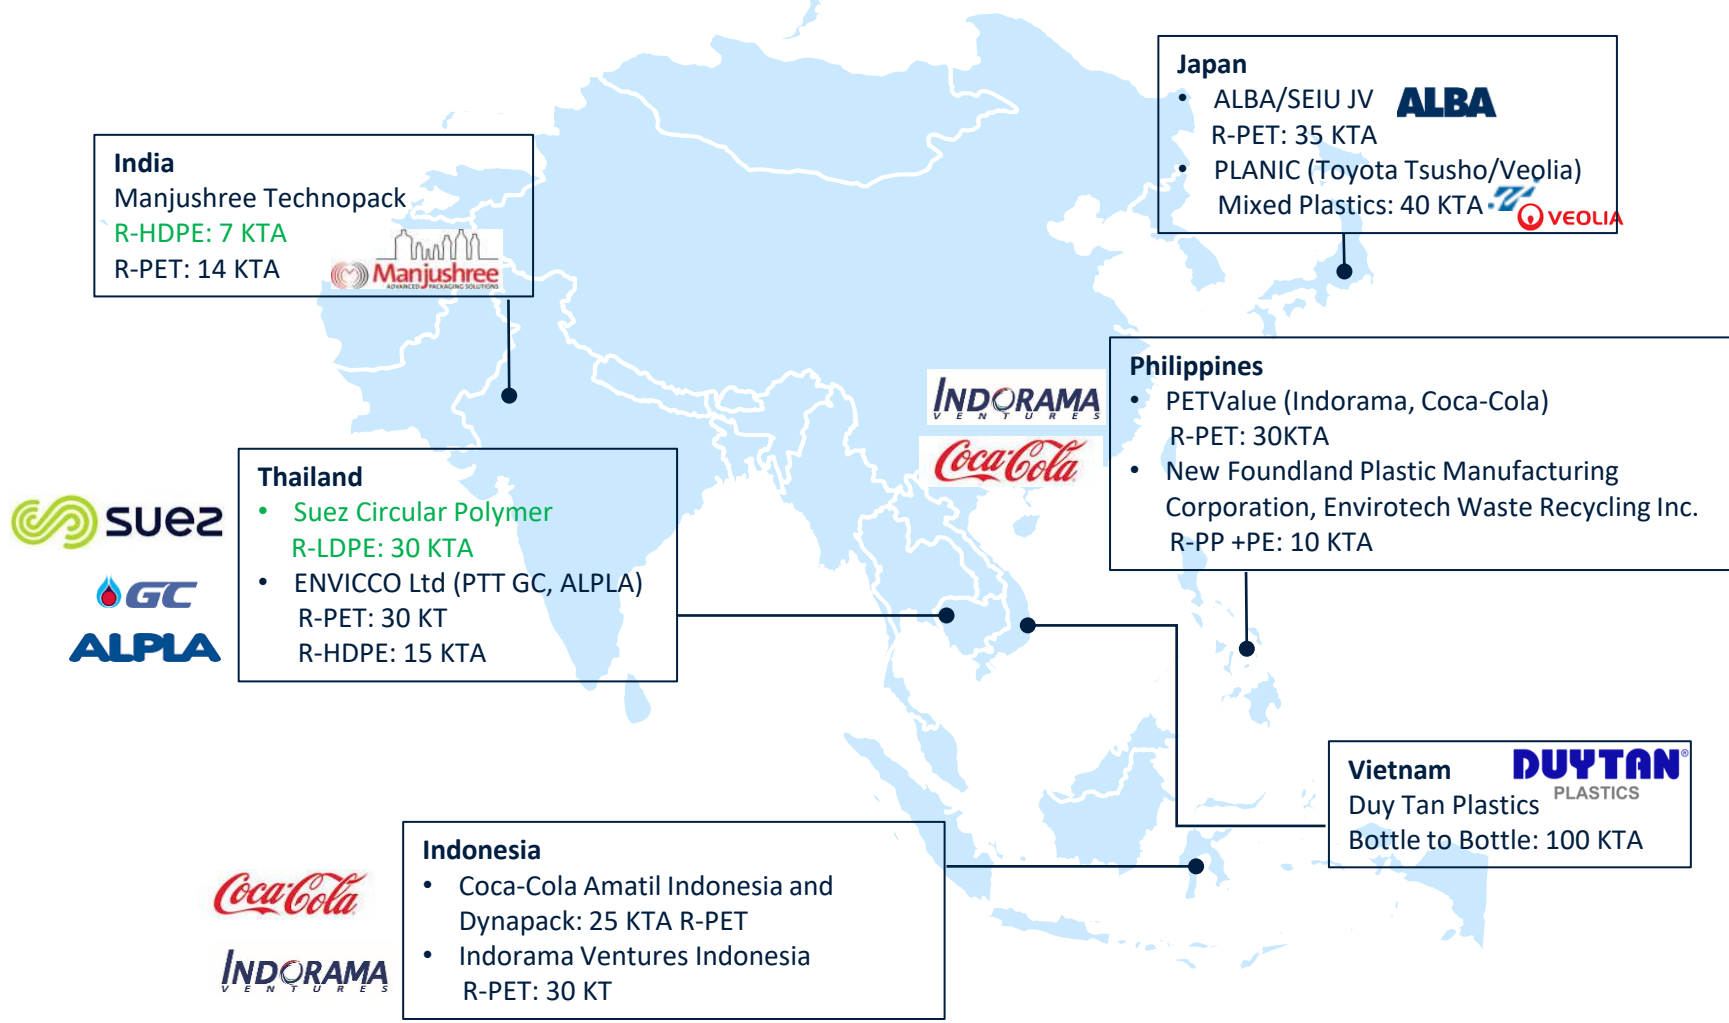 Japan
• ALBA/SEIU JV
ALBA
R-PET: 35 KTA
• PLANIC (Toyota Tsusho/Veolia)
Mixed Plastics: 40 KTA
VEOLIA
India
Manjushree Technopack
R-HDPE: 7 KTA
R-PET: 14 KTA
Manjushree
ADVANCED PACKAGING SOLUTIONS
Philippines
• PETValue (Indorama, Coca-Cola)
R-PET: 30KTA
• New Foundland Plastic Manufacturing
Corporation, Envirotech Waste Recycling Inc.
R-PP +PE: 10 KTA
INDORAMA
VENTURES
Coca-Cola
Thailand
• Suez Circular Polymer
R-LDPE: 30 KTA
• ENVICCO Ltd (PTT GC, ALPLA)
R-PET: 30 KT
R-HDPE: 15 KTA
suez
GC
ALPLA
Vietnam
DUYTAN®
PLASTICS
Duy Tan Plastics
Bottle to Bottle: 100 KTA
Indonesia
• Coca-Cola Amatil Indonesia and
Dynapack: 25 KTA R-PET
• Indorama Ventures Indonesia
R-PET: 30 KT
Coca-Cola
INDORAMA
VENTURES